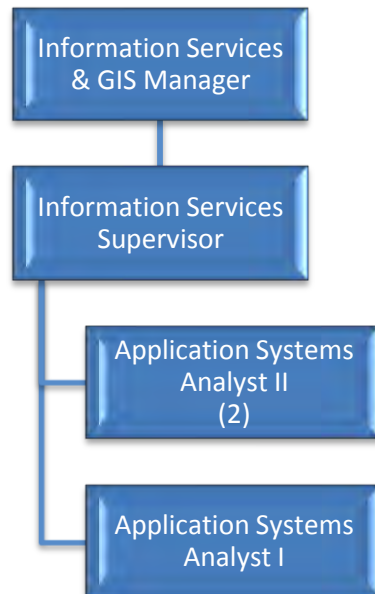 Information Services
& GIS Manager
Information Services
Supervisor
Application Systems
Analyst II
(2)
Application Systems
Analyst I